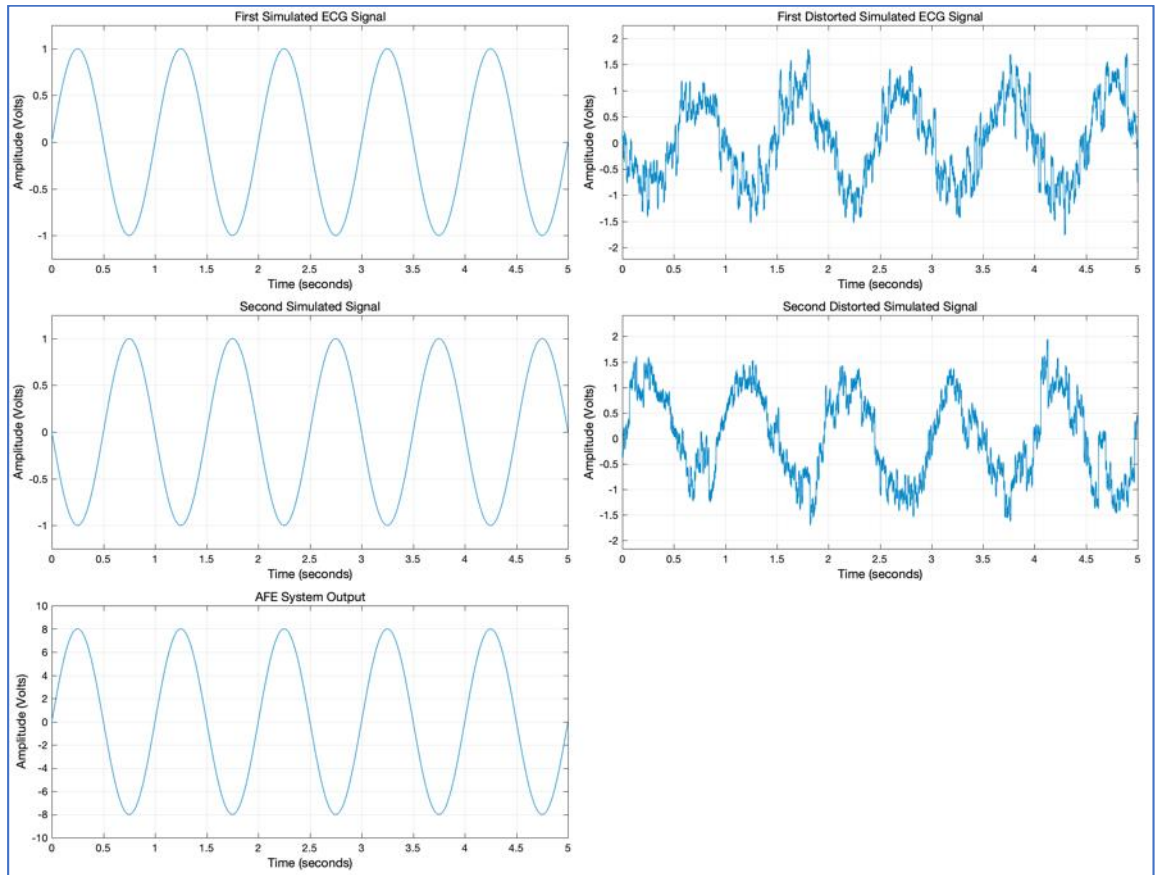 First Simulated ECG Signal
Amplitude (Volts)
1
0.5
0
-0.5
-1
0 0.5 1 1.5 2 2.5 3 3.5 4 4.5 5
Time (seconds)
First Distorted Simulated ECG Signal
Amplitude (Volts)
2
1.5
1
0.5
0
-0.5
-1
-1.5
-2
0 0.5 1 1.5 2 2.5 3 3.5 4 4.5 5
Time (seconds)
Second Simulated Signal
Amplitude (Volts)
1
0.5
0
-0.5
-1
0 0.5 1 1.5 2 2.5 3 3.5 4 4.5 5
Time (seconds)
Second Distorted Simulated Signal
Amplitude (Volts)
2
1.5
1
0.5
0
-0.5
-1
-1.5
-2
0 0.5 1 1.5 2 2.5 3 3.5 4 4.5 5
Time (seconds)
AFE System Output
Amplitude (Volts)
10
8
6
4
2
0
-2
-4
-6
-8
-10
0 0.5 1 1.5 2 2.5 3 3.5 4 4.5 5
Time (seconds)